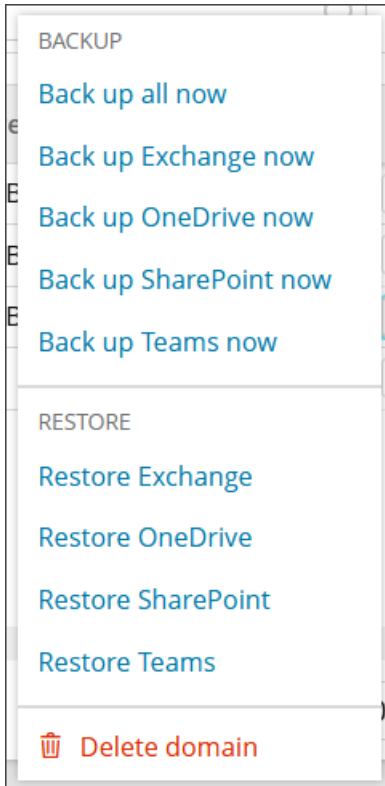 BACKUP
Back up all now
Back up Exchange now
Back up OneDrive now
Back up SharePoint now
Back up Teams now
RESTORE
Restore Exchange
Restore OneDrive
Restore SharePoint
Restore Teams
Delete domain